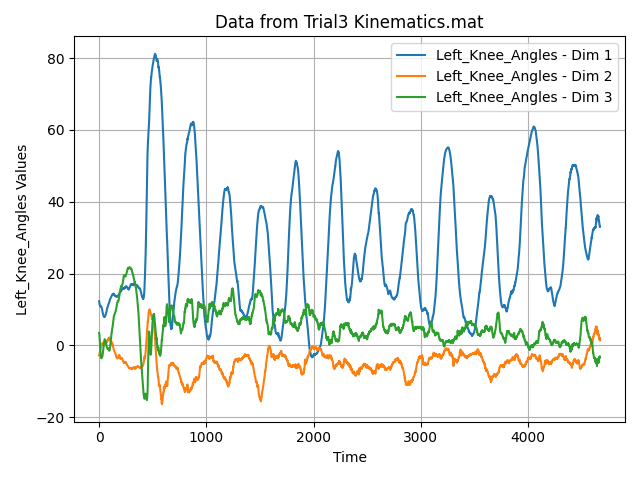 Data from Trial3 Kinematics.mat
Left_Knee_Angles - Dim 1
Left_Knee_Angles - Dim 2
Left_Knee_Angles - Dim 3
Left_Knee_Angles Values
80
60
40
20
0
−20
0 1000 2000 3000 4000
Time